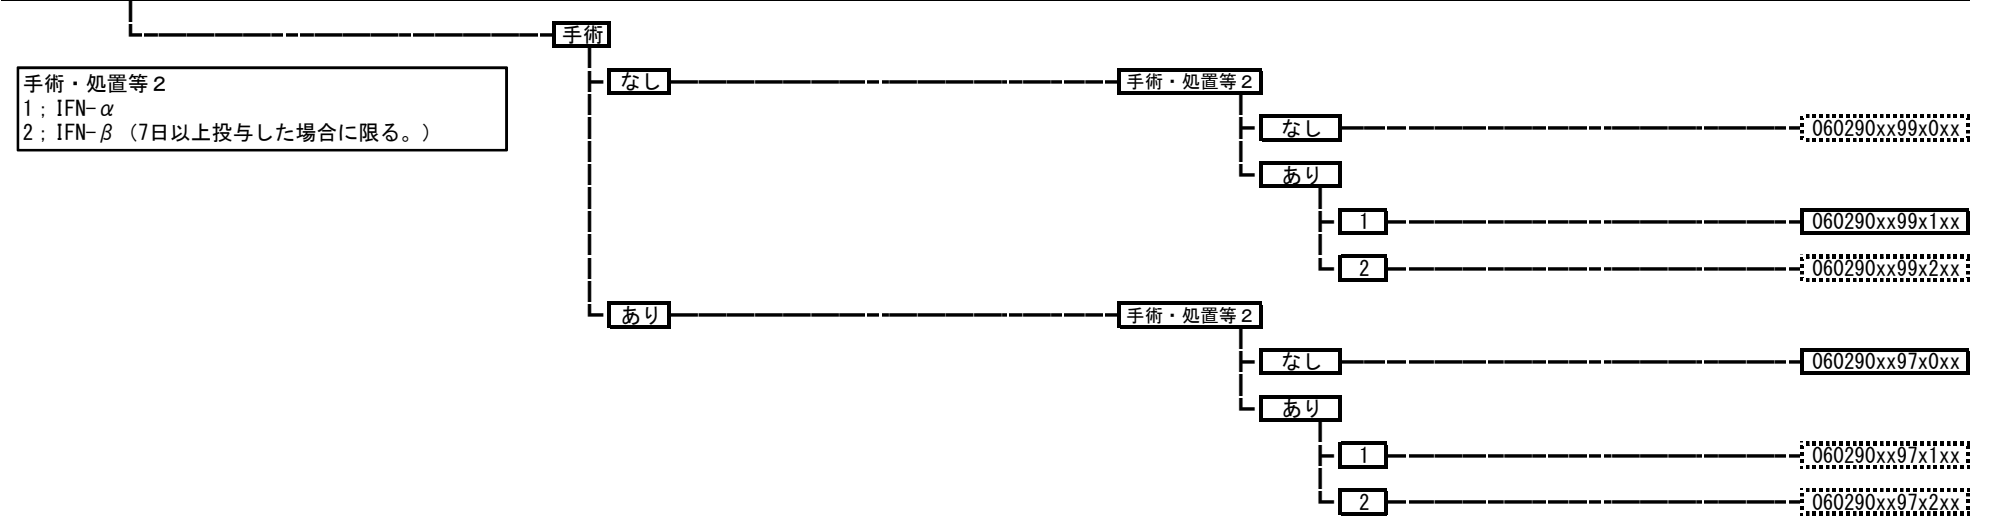 手術
手術・処置等２
1；IFN-α
2；IFN-β（7日以上投与した場合に限る。）
なし
手術・処置等２
なし
060290xx99x0xx
あり
1
060290xx99x1xx
2
060290xx99x2xx
あり
手術・処置等２
なし
060290xx97x0xx
あり
1
060290xx97x1xx
2
060290xx97x2xx